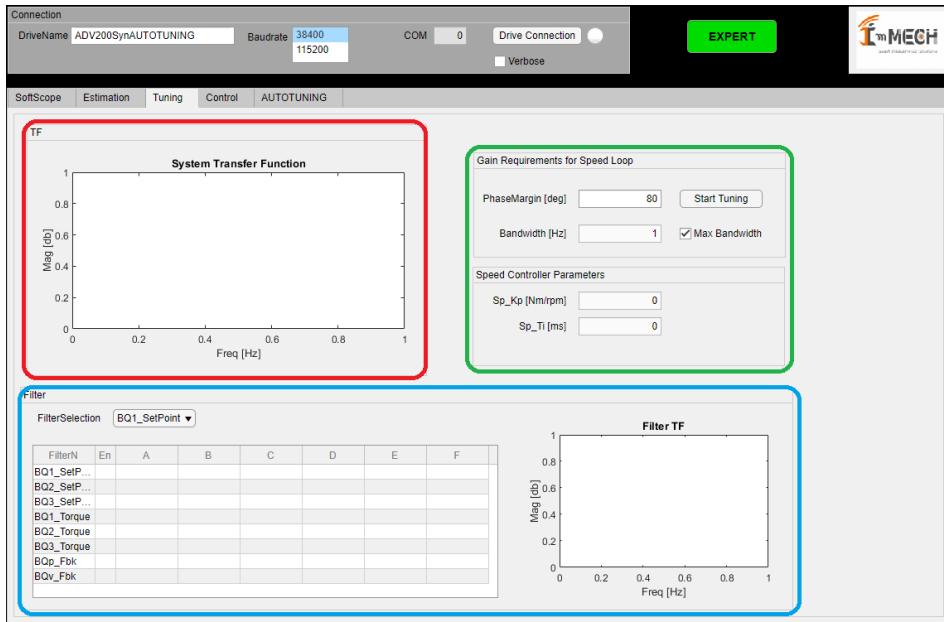 Connection
DriveName ADV200SynAUTOTUNING Baudrate 38400 COM 0 Drive Connection EXPERT
115200
Verbose
I'mMECH
SoftScope Estimation Tuning Control AUTOTUNING
TF
System Transfer Function
1
0.8
0.6
0.4
0.2
0
Mag [db]
0 0.2 0.4 0.6 0.8 1
Freq [Hz]
Gain Requirements for Speed Loop
PhaseMargin [deg] 80 Start Tuning
Bandwidth [Hz] 1 Max Bandwidth
Speed Controller Parameters
Sp_Kp [Nm/rpm] 0
Sp_Ti [ms] 0
Filter
FilterSelection BQ1_SetPoint
FilterN En A B C D E F
BQ1_SetP...
BQ2_SetP...
BQ3_SetP...
BQ1_Torque
BQ2_Torque
BQ3_Torque
BQp_Fbk
BQv_Fbk
Filter TF
1
0.8
0.6
0.4
0.2
0
Mag [db]
0 0.2 0.4 0.6 0.8 1
Freq [Hz]